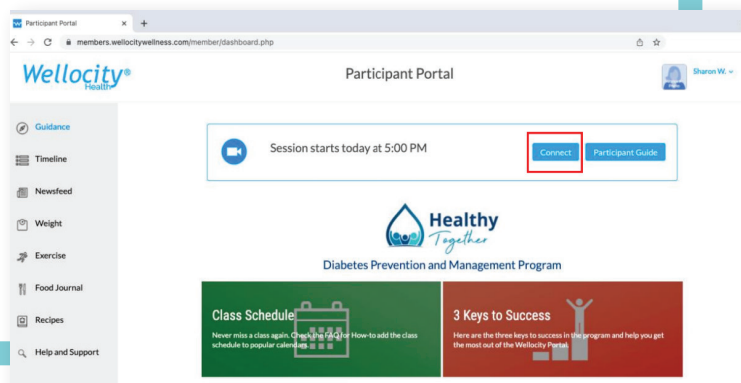 Participant Portal
members.wellocitywellness.com/member/dashboard.php
Wellocity®
Health
Participant Portal
Sharon W.
Guidance
Timeline
Newsfeed
Weight
Exercise
Food Journal
Recipes
Help and Support
Session starts today at 5:00 PM
Connect
Participant Guide
Healthy
Together
Diabetes Prevention and Management Program
Class Schedule
Never miss a class again. Check the FAQ for How-to add the class
schedule to popular calendars.
3 Keys to Success
Here are the three keys to success in the program and help you get
the most out of the Wellocity Portal.